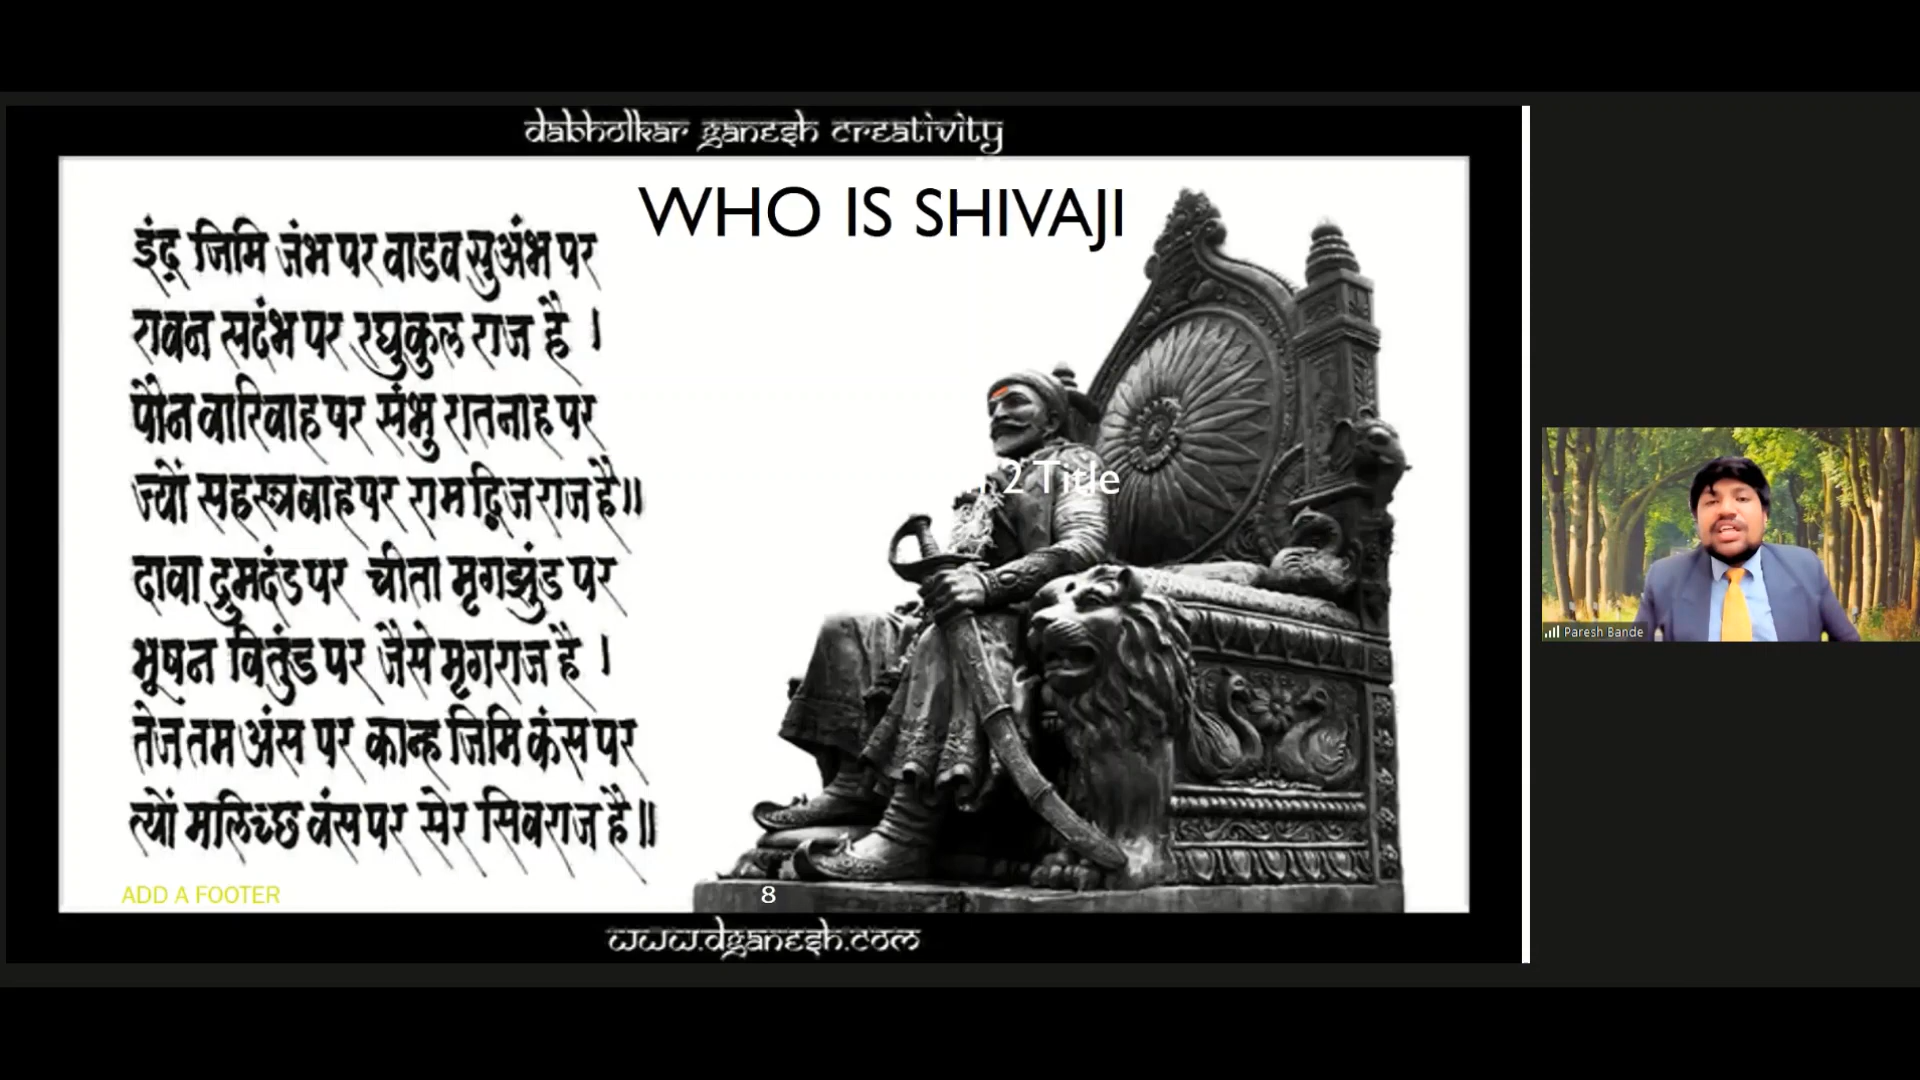 dabholkar ganesh creativity
WHO IS SHIVAJI
इंद्र जिमि जंभ पर वाडव सुअंभ पर
रावन सदंभ पर रघुकुल राज है ।
पौन वारिवाह पर संभु रतिनाह पर
ज्यों सहस्त्रबाह पर राम द्विज राज है॥
दावा द्रुमदंड पर चीता मृगझुंड पर
भूषन वितुंड पर जैसे मृगराज है ।
तेज तम अंस पर कान्ह जिमि कंस पर
त्यों मलिच्छ वंस पर सेर सिवराज है॥
2 Title
ADD A FOOTER
8
www.dganesh.com
Paresh Bande